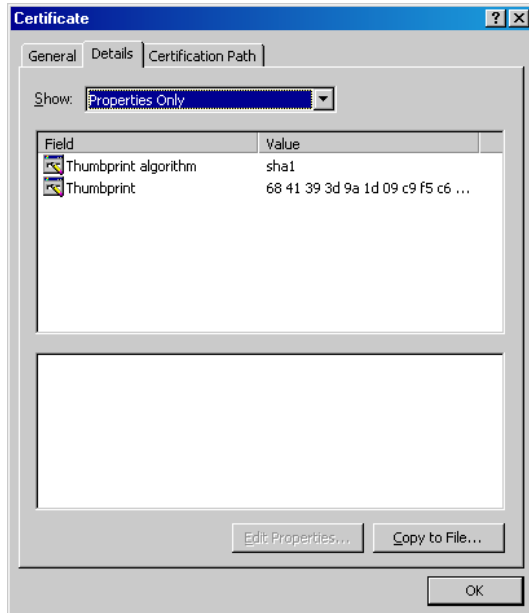 Certificate
General Details Certification Path
Show: Properties Only
Field Value
Thumbprint algorithm sha1
Thumbprint 68 41 39 3d 9a 1d 09 c9 f5 c6 ...
Edit Properties... Copy to File...
OK